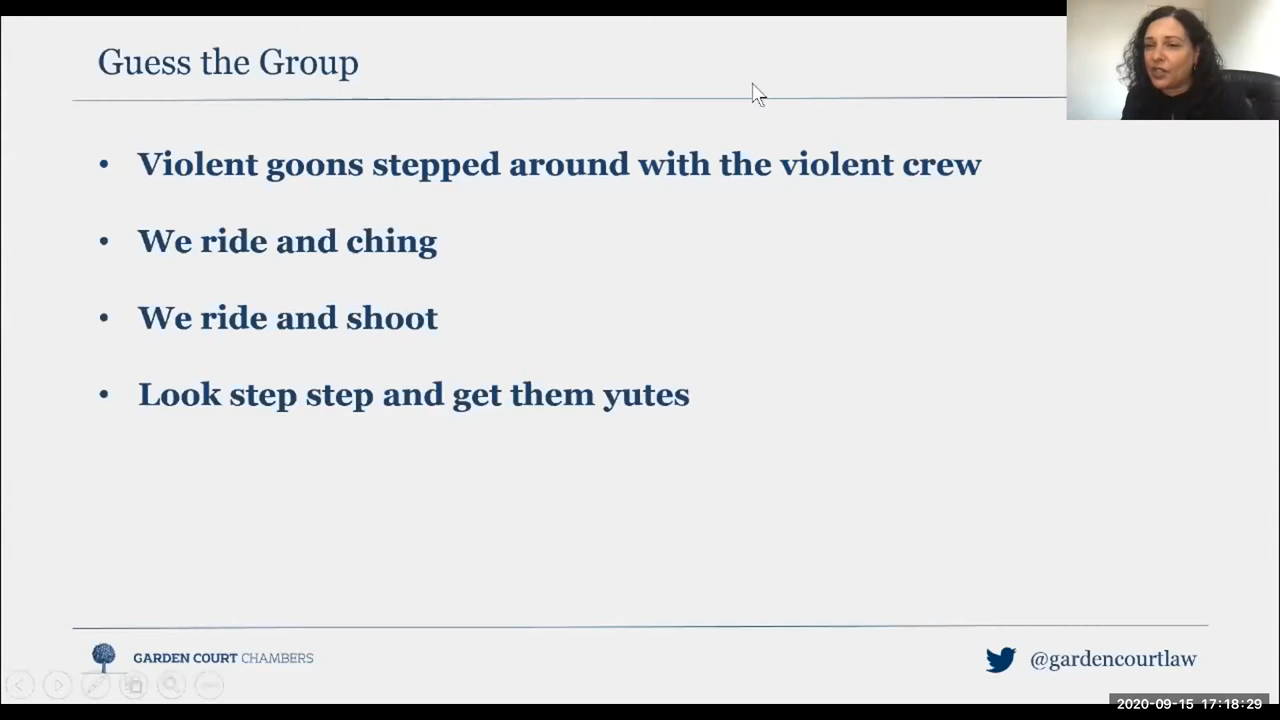 Guess the Group
• Violent goons stepped around with the violent crew
• We ride and ching
• We ride and shoot
• Look step step and get them yutes
GARDEN COURT CHAMBERS
@gardencourtlaw
2020-09-15 17:18:29